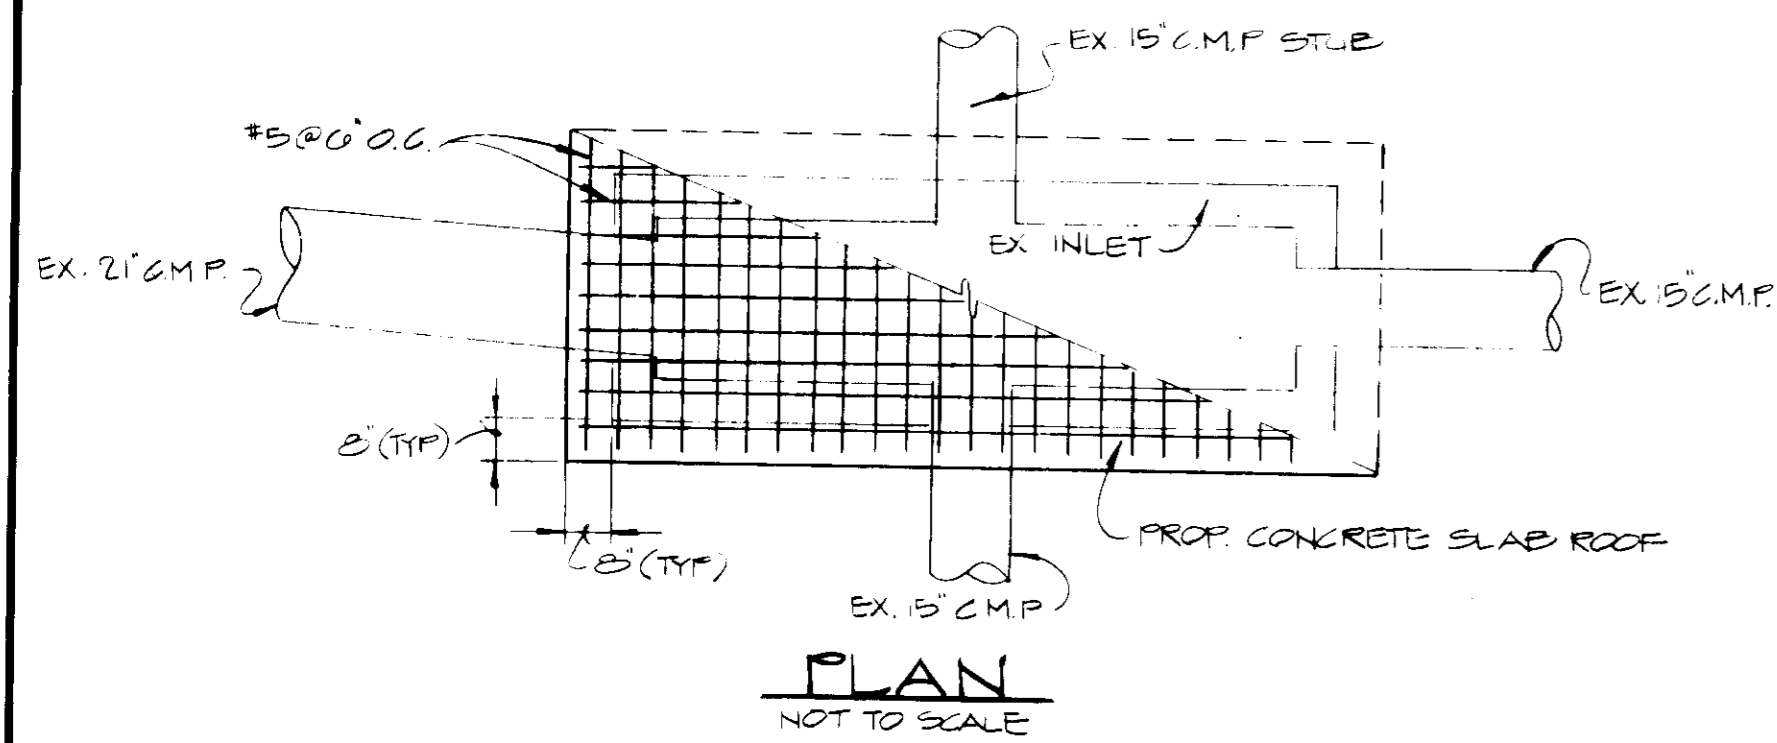 EX. 15" C.M.P STUB
#5 @ 6" O.C.
EX INLET
EX. 21" C.M.P.
EX 15" C.M.P.
8" (TYP)
8" (TYP)
PROP. CONCRETE SLAB ROOF
EX. 15" C M.P
PLAN
NOT TO SCALE